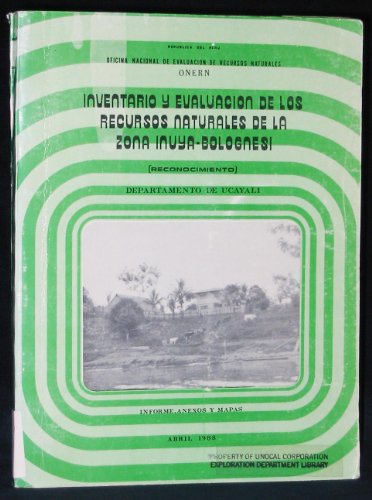 REPUBLICA DEL PERU
OFICINA NACIONAL DE EVALUACION DE RECURSOS NATURALES
ONERN
INVENTARIO Y EVALUACION DE LOS
RECURSOS NATURALES DE LA
ZONA INUYA-BOLOGNESI
(RECONOCIMIENTO)
DEPARTAMENTO DE UCAYALI
INFORME, ANEXOS Y MAPAS
ABRIL 1988
PROPERTY OF UNOCAL CORPORATION
EXPLORATION DEPARTMENT LIBRARY